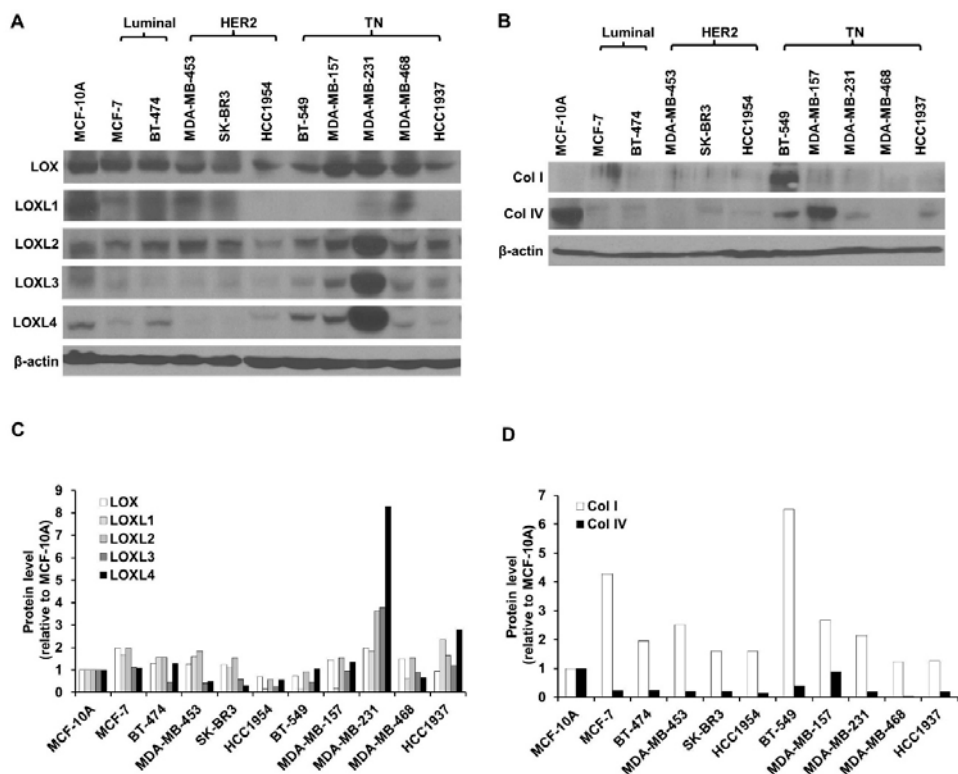 A
Luminal HER2 TN
MCF-10A
MCF-7
BT-474
MDA-MB-453
SK-BR3
HCC1954
BT-549
MDA-MB-157
MDA-MB-231
MDA-MB-468
HCC1937
LOX
LOXL1
LOXL2
LOXL3
LOXL4
β-actin
B
Luminal HER2 TN
MCF-10A
MCF-7
BT-474
MDA-MB-453
SK-BR3
HCC1954
BT-549
MDA-MB-157
MDA-MB-231
MDA-MB-468
HCC1937
Col I
Col IV
β-actin
C
Protein level
(relative to MCF-10A)
9
8
7
6
5
4
3
2
1
0
LOX
LOXL1
LOXL2
LOXL3
LOXL4
MCF-10A
MCF-7
BT-474
MDA-MB-453
SK-BR3
HCC1954
BT-549
MDA-MB-157
MDA-MB-231
MDA-MB-468
HCC1937
D
Protein level
(relative to MCF-10A)
7
6
5
4
3
2
1
0
Col I
Col IV
MCF-10A
MCF-7
BT-474
MDA-MB-453
SK-BR3
HCC1954
BT-549
MDA-MB-157
MDA-MB-231
MDA-MB-468
HCC1937